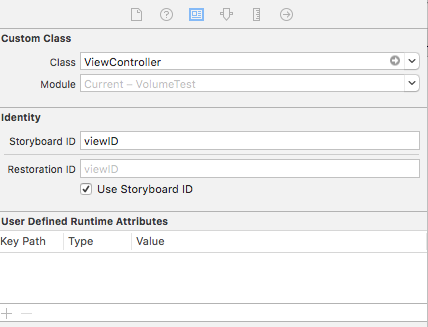 Custom Class
Class ViewController
Module Current – VolumeTest
Identity
Storyboard ID viewID
Restoration ID viewID
Use Storyboard ID
User Defined Runtime Attributes
Key Path Type Value